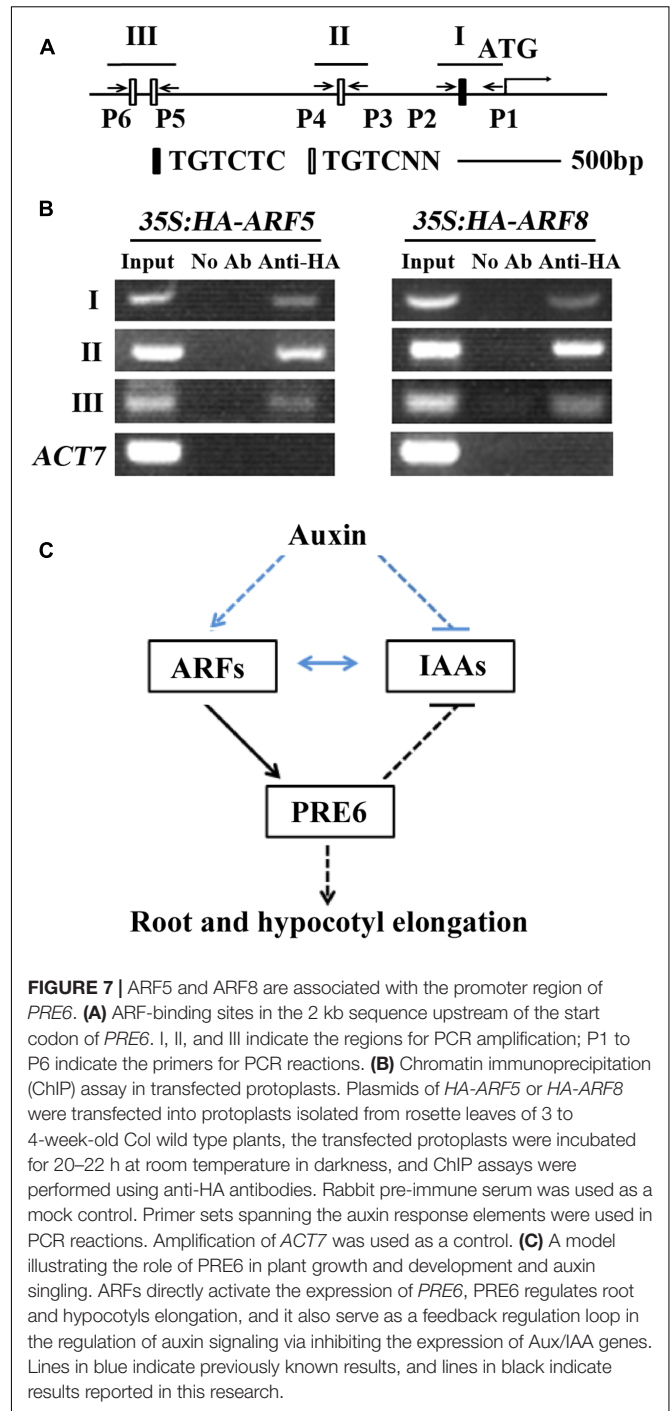 A
III
II
I
ATG
P6
P5
P4
P3
P2
P1
TGTCTC
TGTCNN
500bp
B
35S:HA-ARF5
35S:HA-ARF8
Input No Ab Anti-HA
Input No Ab Anti-HA
I
II
III
ACT7
C
Auxin
ARFs
IAAs
PRE6
Root and hypocotyl elongation
FIGURE 7 | ARF5 and ARF8 are associated with the promoter region of
PRE6. (A) ARF-binding sites in the 2 kb sequence upstream of the start
codon of PRE6. I, II, and III indicate the regions for PCR amplification; P1 to
P6 indicate the primers for PCR reactions. (B) Chromatin immunoprecipitation
(ChIP) assay in transfected protoplasts. Plasmids of HA-ARF5 or HA-ARF8
were transfected into protoplasts isolated from rosette leaves of 3 to
4-week-old Col wild type plants, the transfected protoplasts were incubated
for 20–22 h at room temperature in darkness, and ChIP assays were
performed using anti-HA antibodies. Rabbit pre-immune serum was used as a
mock control. Primer sets spanning the auxin response elements were used in
PCR reactions. Amplification of ACT7 was used as a control. (C) A model
illustrating the role of PRE6 in plant growth and development and auxin
singling. ARFs directly activate the expression of PRE6, PRE6 regulates root
and hypocotyls elongation, and it also serve as a feedback regulation loop in
the regulation of auxin signaling via inhibiting the expression of Aux/IAA genes.
Lines in blue indicate previously known results, and lines in black indicate
results reported in this research.